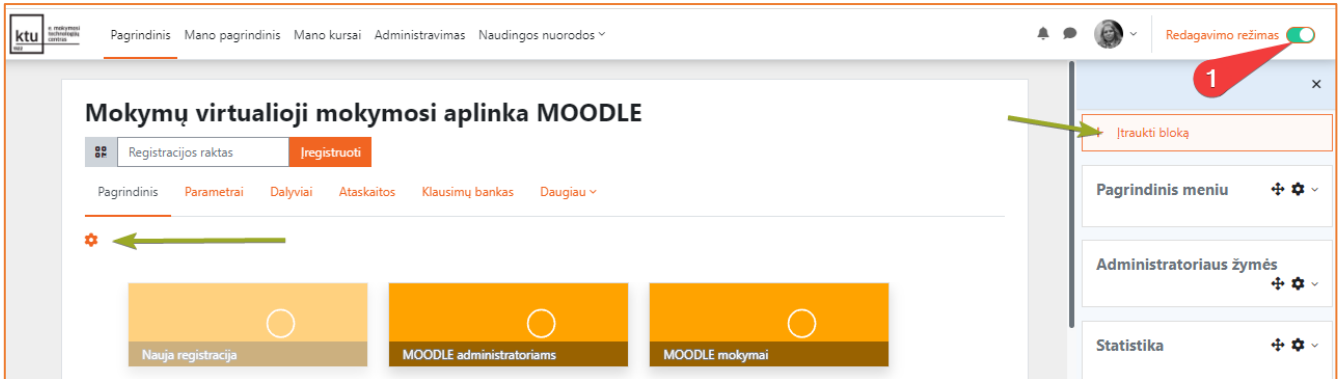 ktu
1922
e. mokymosi
technologijų
centras
Pagrindinis Mano pagrindinis Mano kursai Administravimas Naudingos nuorodos
Redagavimo režimas
1
×
Mokymų virtualioji mokymosi aplinka MOODLE
Registracijos raktas Įregistruoti
+ Įtraukti bloką
Pagrindinis Parametrai Dalyviai Ataskaitos Klausimų bankas Daugiau
Pagrindinis meniu
Administratoriaus žymės
Nauja registracija MOODLE administratoriams MOODLE mokymai
Statistika